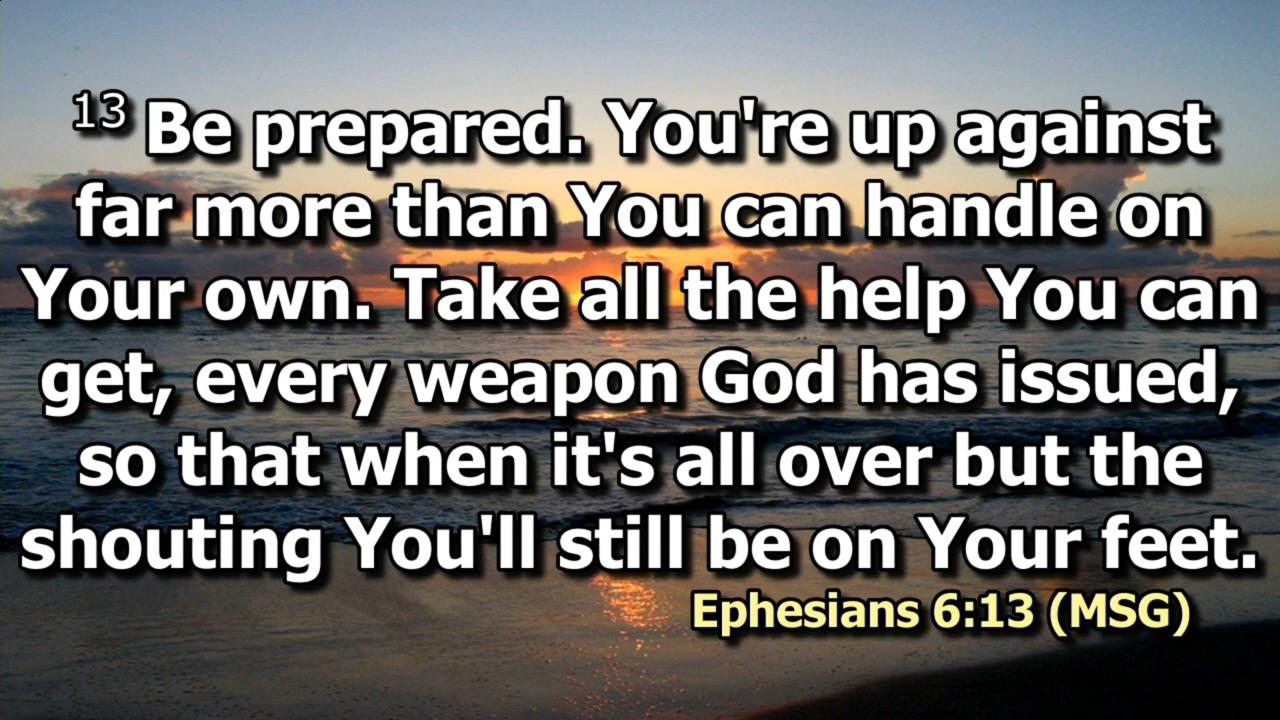 13 Be prepared. You're up against
far more than You can handle on
Your own. Take all the help You can
get, every weapon God has issued,
so that when it's all over but the
shouting You'll still be on Your feet.
Ephesians 6:13 (MSG)